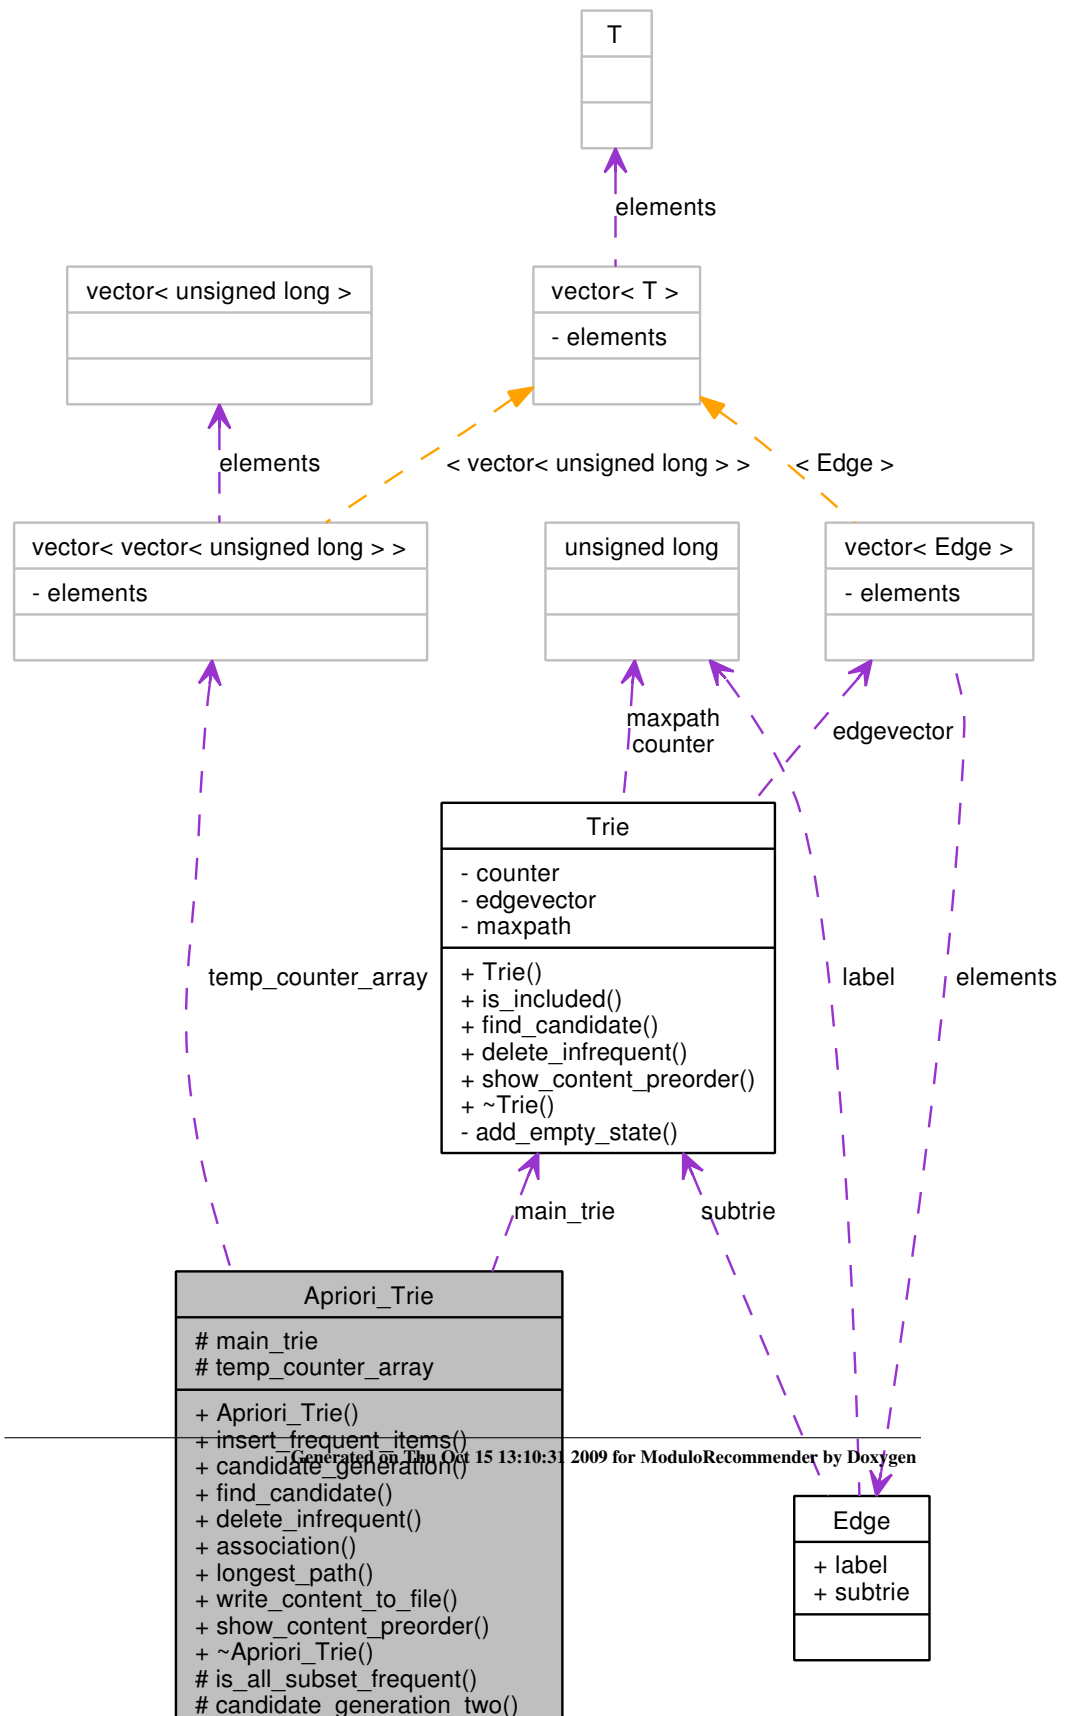 T
elements
vector< unsigned long >
vector< T >
- elements
elements
< vector< unsigned long > >
< Edge >
vector< vector< unsigned long > >
- elements
unsigned long
vector< Edge >
- elements
maxpath
counter
edgevector
Trie
- counter
- edgevector
- maxpath
+ Trie()
+ is_included()
+ find_candidate()
+ delete_infrequent()
+ show_content_preorder()
+ ~Trie()
- add_empty_state()
temp_counter_array
label
elements
main_trie
subtrie
Apriori_Trie
# main_trie
# temp_counter_array
+ Apriori_Trie()
+ insert_frequent_items()
Generated on Thu Oct 15 13:10:31 2009 for ModuloRecommender by Doxygen
+ candidate_generation()
+ find_candidate()
+ delete_infrequent()
+ association()
+ longest_path()
+ write_content_to_file()
+ show_content_preorder()
+ ~Apriori_Trie()
# is_all_subset_frequent()
# candidate_generation_two()
Edge
+ label
+ subtrie